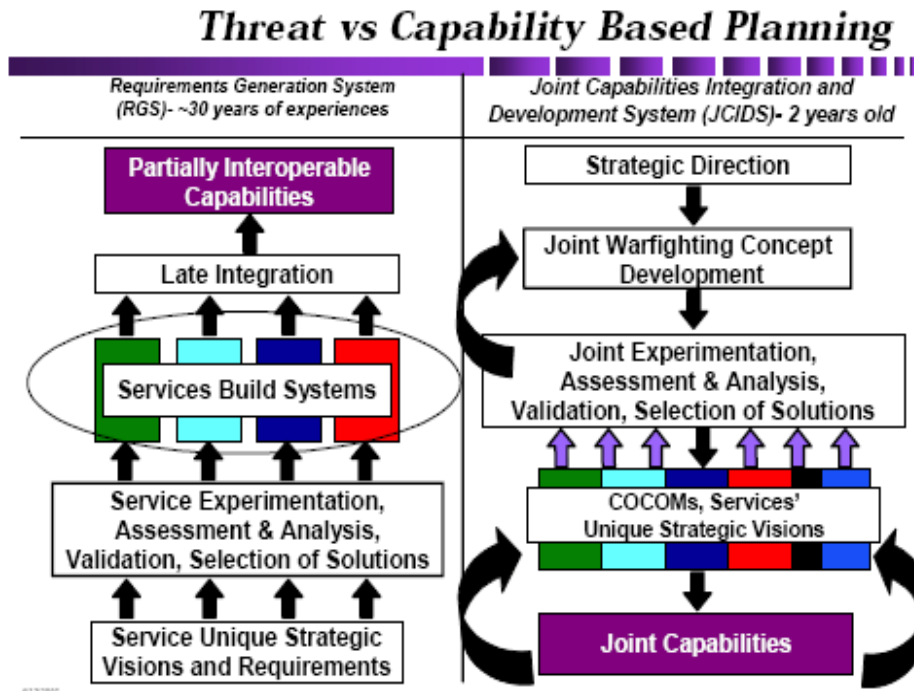 Threat vs Capability Based Planning
Requirements Generation System
(RGS)- ~30 years of experiences
Partially Interoperable
Capabilities
Late Integration
Services Build Systems
Service Experimentation,
Assessment & Analysis,
Validation, Selection of Solutions
Service Unique Strategic
Visions and Requirements
Joint Capabilities Integration and
Development System (JCIDS)- 2 years old
Strategic Direction
Joint Warfighting Concept
Development
Joint Experimentation,
Assessment & Analysis,
Validation, Selection of Solutions
COCOMs, Services'
Unique Strategic Visions
Joint Capabilities